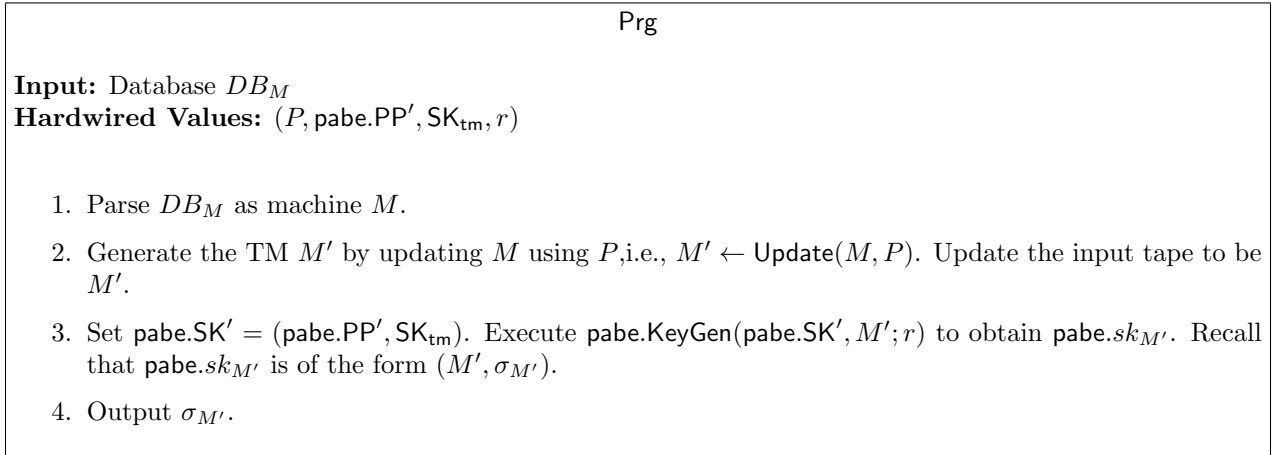 Prg
Input: Database DB_M
Hardwired Values: (P, pabe.PP′, SK_tm, r)
1. Parse DB_M as machine M.
2. Generate the TM M′ by updating M using P,i.e., M′ ← Update(M, P). Update the input tape to be
M′.
3. Set pabe.SK′ = (pabe.PP′, SK_tm). Execute pabe.KeyGen(pabe.SK′, M′; r) to obtain pabe.sk_M′. Recall
that pabe.sk_M′ is of the form (M′, σ_M′).
4. Output σ_M′.